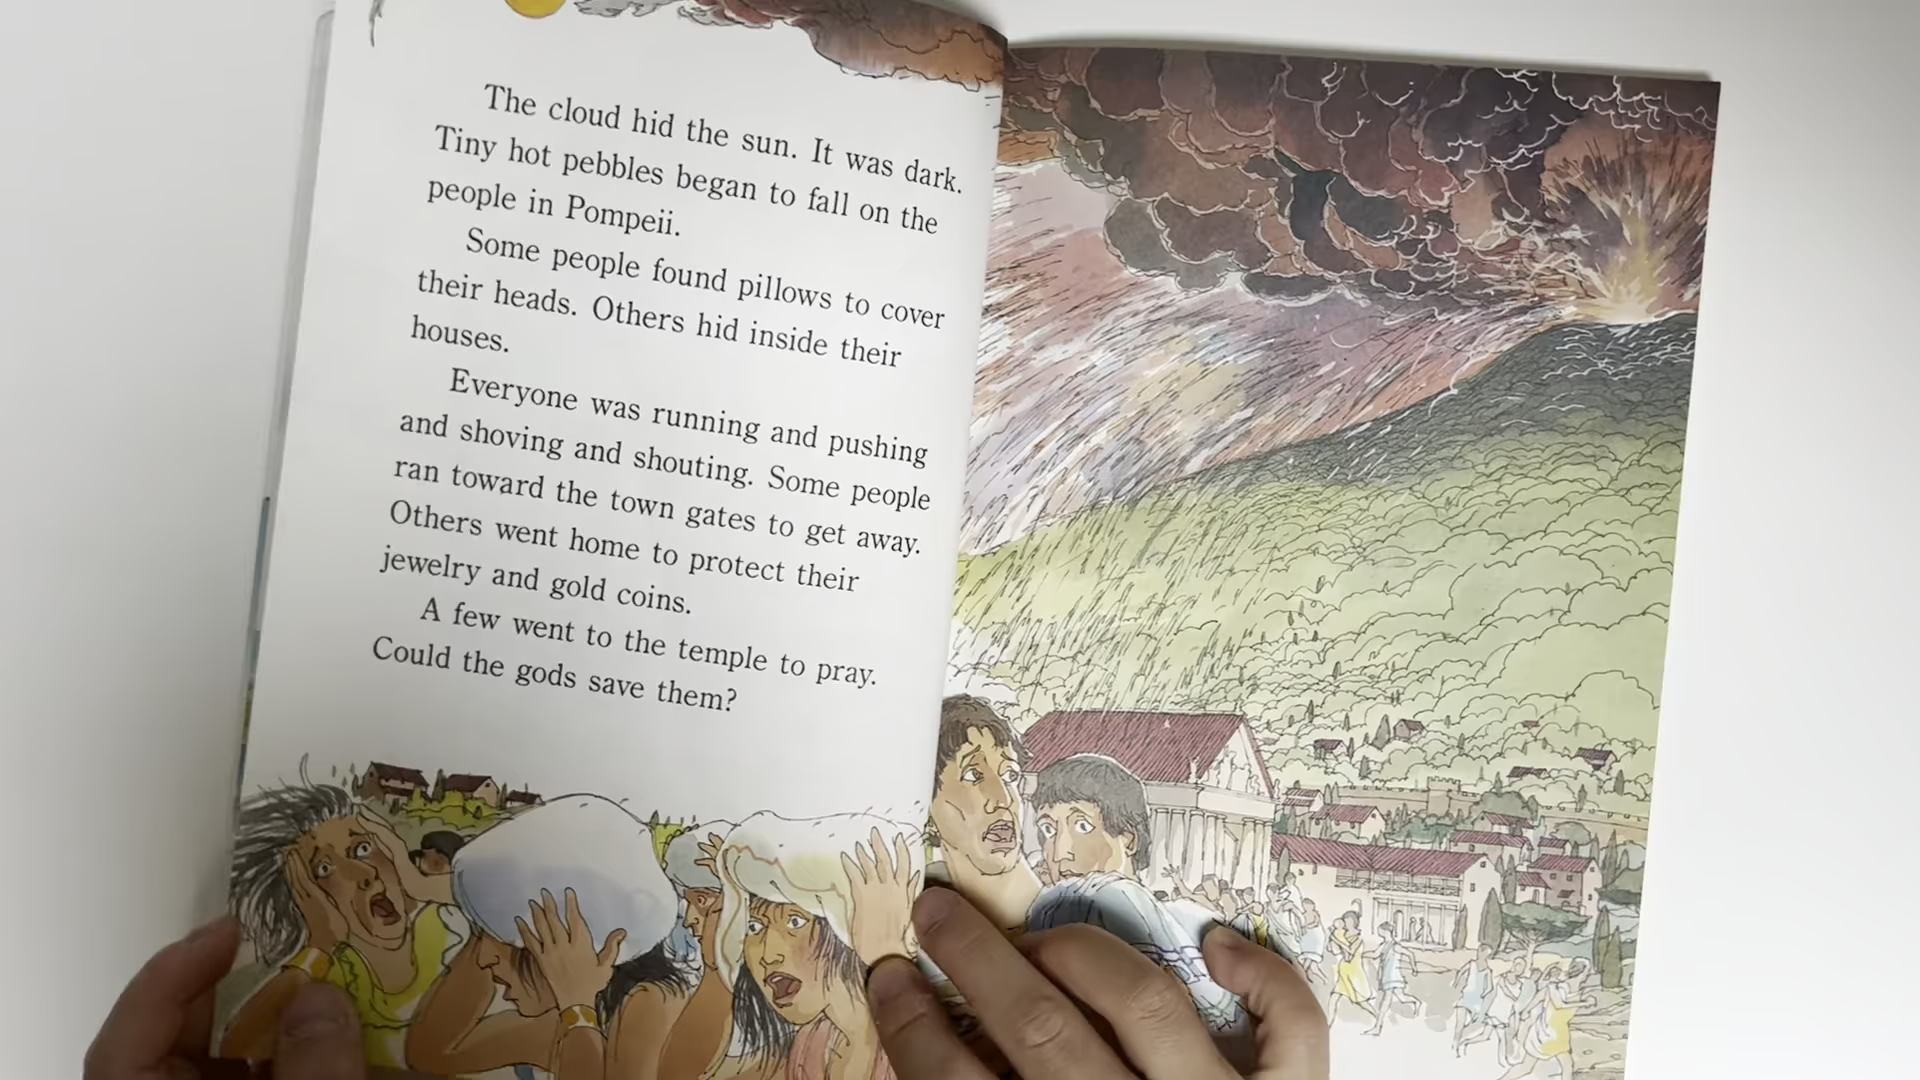 The cloud hid the sun. It was dark.
Tiny hot pebbles began to fall on the
people in Pompeii.
Some people found pillows to cover
their heads. Others hid inside their
houses.
Everyone was running and pushing
and shoving and shouting. Some people
ran toward the town gates to get away.
Others went home to protect their
jewelry and gold coins.
A few went to the temple to pray.
Could the gods save them?